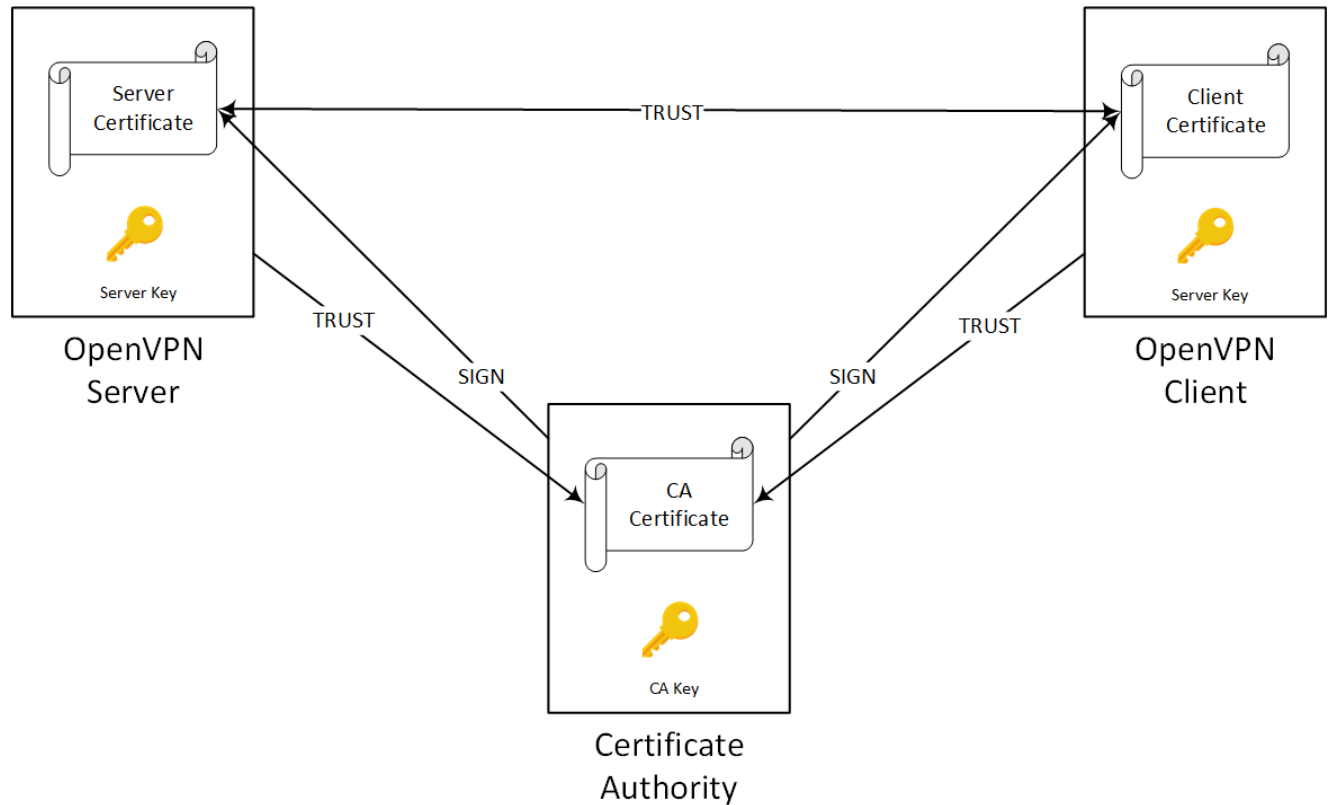 Server
Certificate
Server Key
OpenVPN
Server
TRUST
Client
Certificate
Server Key
OpenVPN
Client
TRUST
SIGN
SIGN
TRUST
CA
Certificate
CA Key
Certificate
Authority